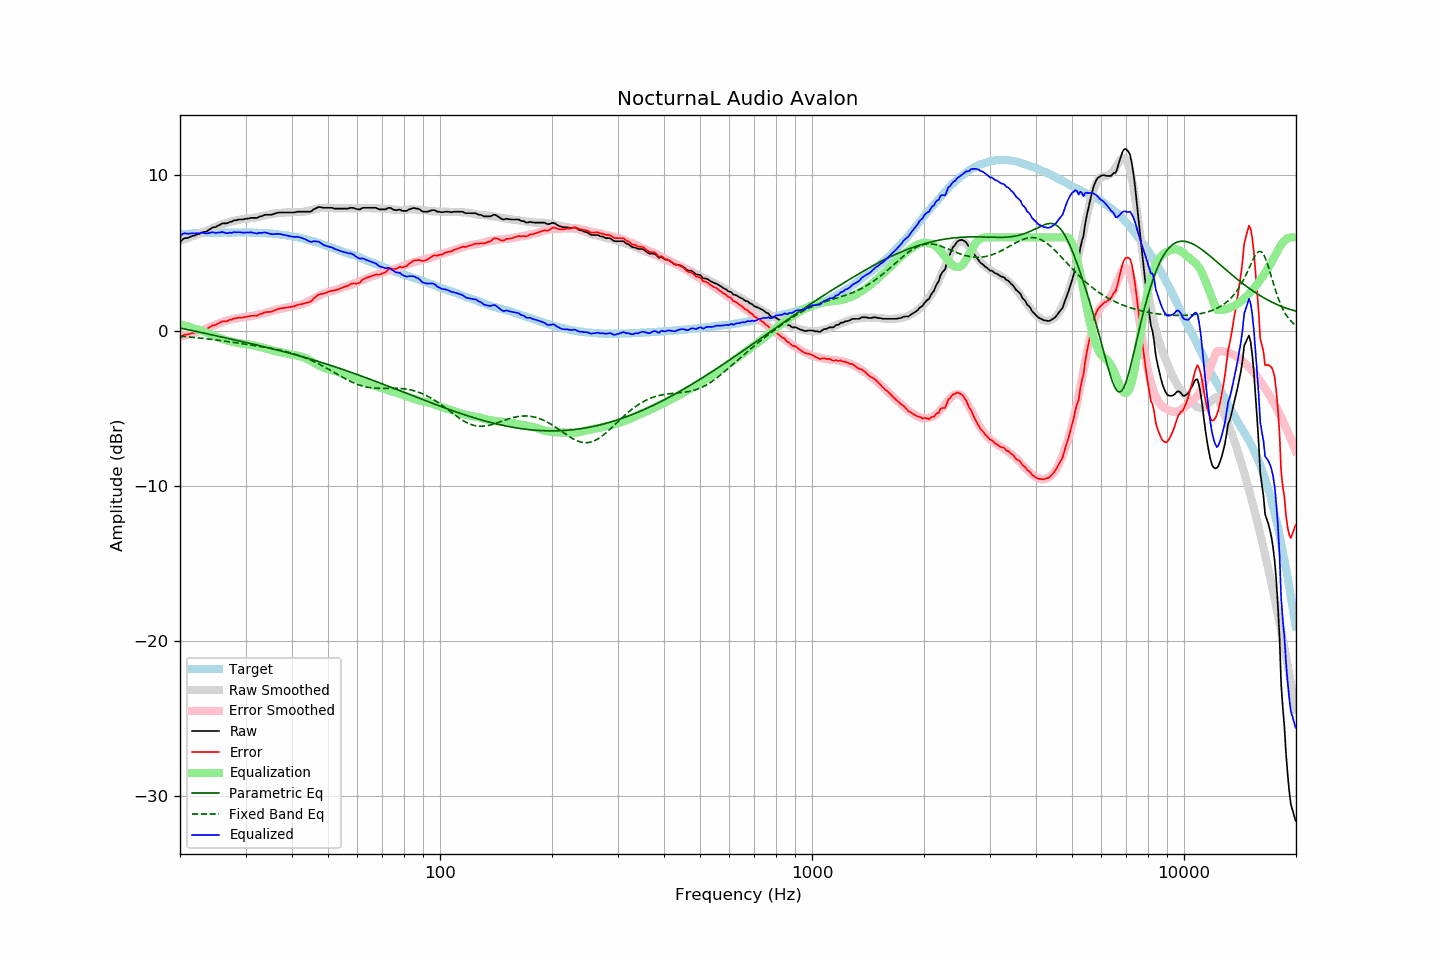 NocturnaL Audio Avalon
10
0
−10
−20
−30
Amplitude (dBr)
Target
Raw Smoothed
Error Smoothed
Raw
Error
Equalization
Parametric Eq
Fixed Band Eq
Equalized
100
1000
10000
Frequency (Hz)